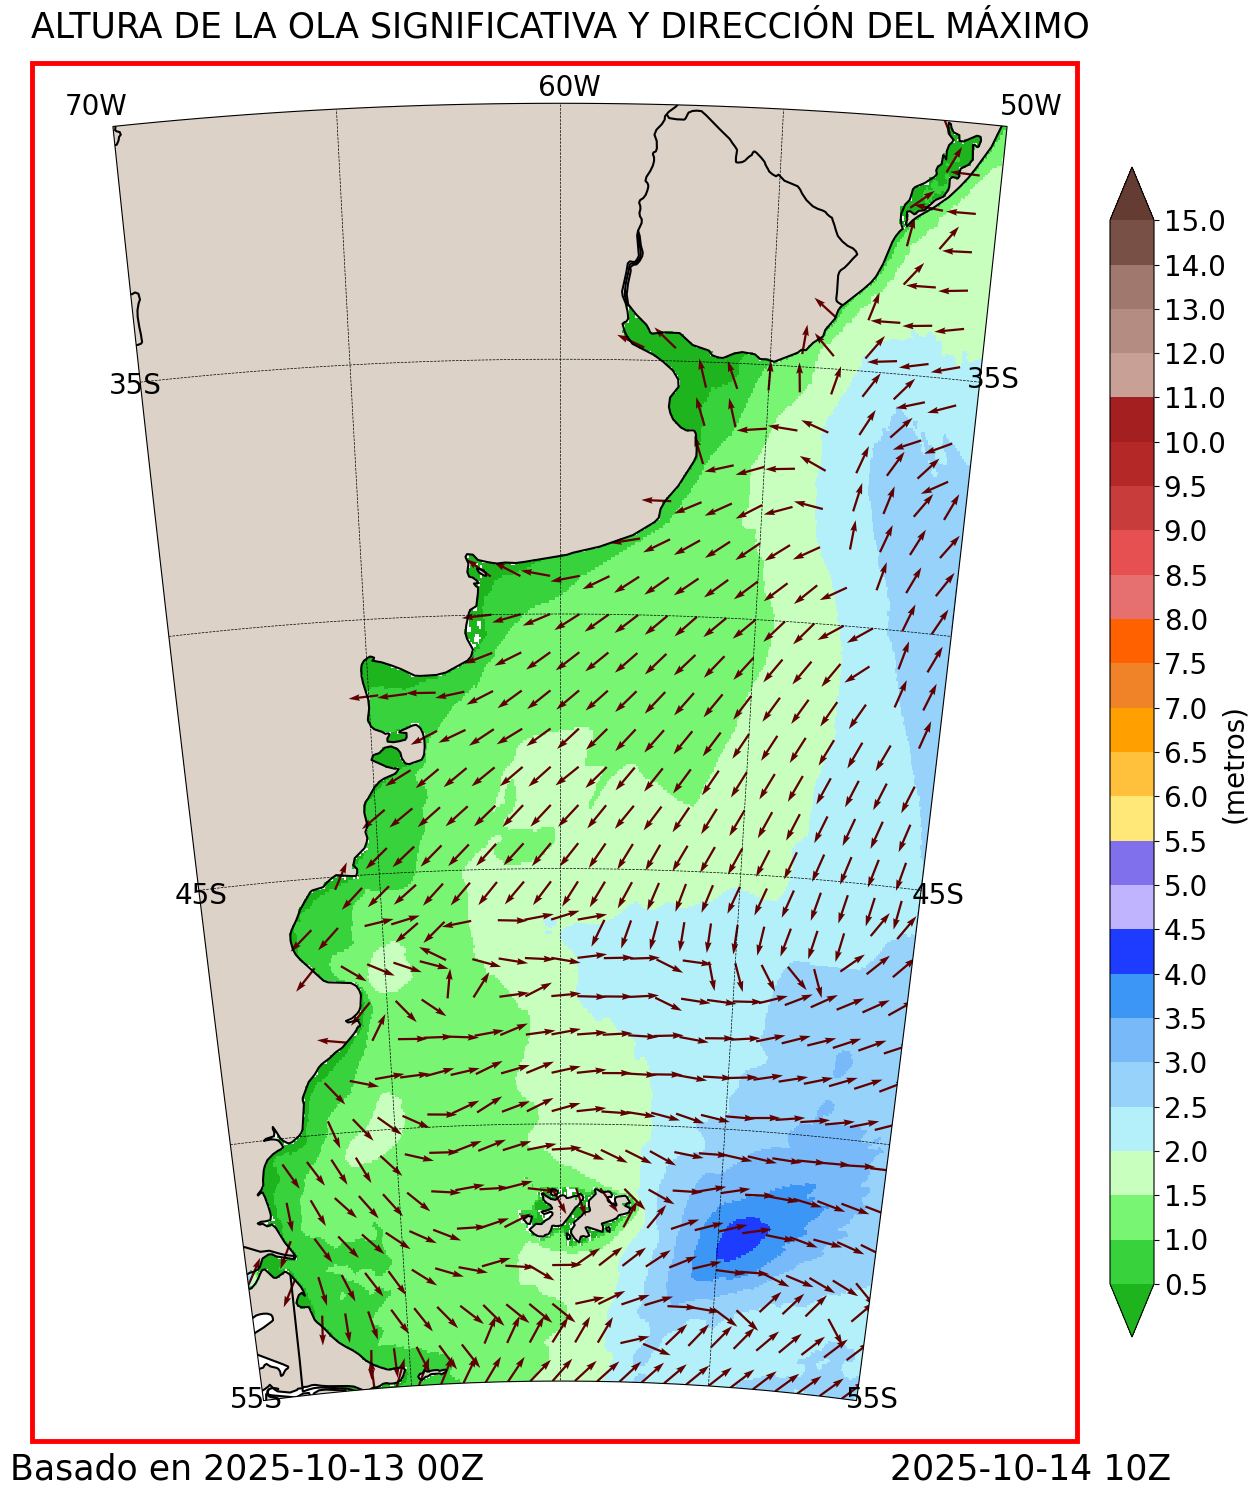 ALTURA DE LA OLA SIGNIFICATIVA Y DIRECCIÓN DEL MÁXIMO
70W
60W
50W
35S
35S
45S
45S
55S
55S
15.0
14.0
13.0
12.0
11.0
10.0
9.5
9.0
8.5
8.0
7.5
7.0
6.5
6.0
5.5
5.0
4.5
4.0
3.5
3.0
2.5
2.0
1.5
1.0
0.5
(metros)
Basado en 2025-10-13 00Z
2025-10-14 10Z